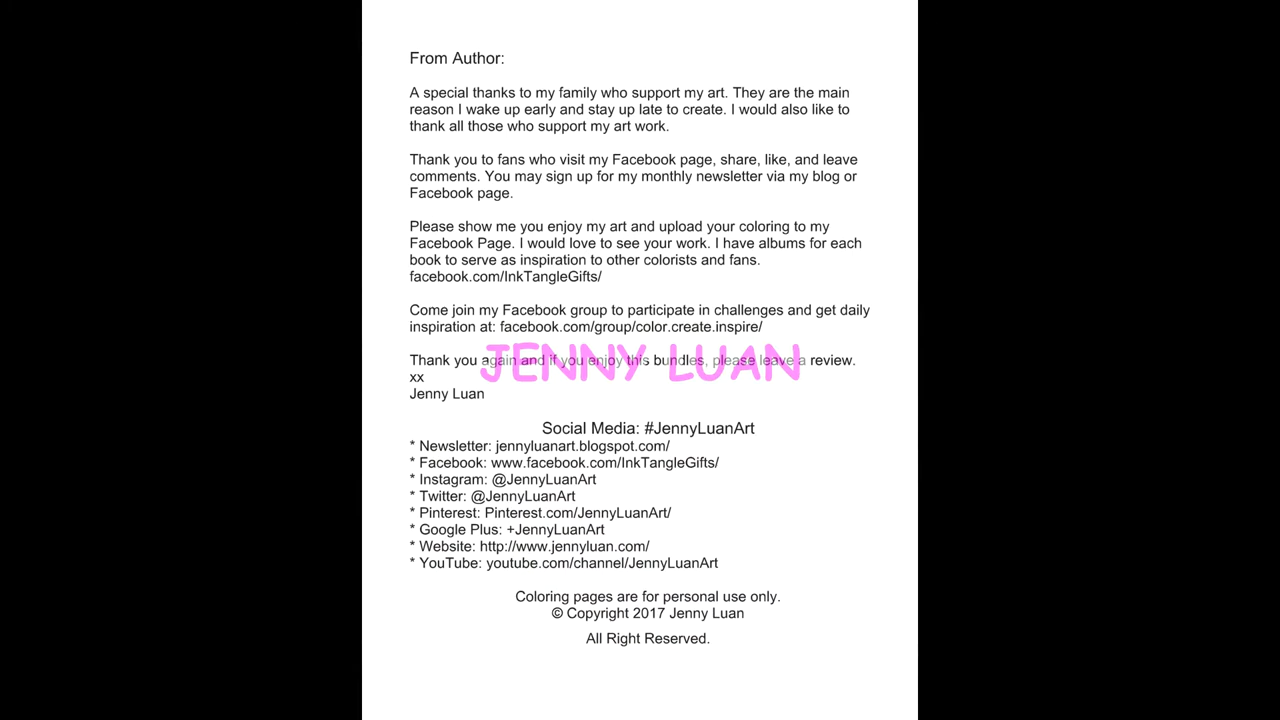 From Author:
A special thanks to my family who support my art. They are the main
reason I wake up early and stay up late to create. I would also like to
thank all those who support my art work.
Thank you to fans who visit my Facebook page, share, like, and leave
comments. You may sign up for my monthly newsletter via my blog or
Facebook page.
Please show me you enjoy my art and upload your coloring to my
Facebook Page. I would love to see your work. I have albums for each
book to serve as inspiration to other colorists and fans.
facebook.com/InkTangleGifts/
Come join my Facebook group to participate in challenges and get daily
inspiration at: facebook.com/group/color.create.inspire/
Thank you again and if you enjoy this bundles, please leave a review.
JENNY LUAN
xx
Jenny Luan
Social Media: #JennyLuanArt
* Newsletter: jennyluanart.blogspot.com/
* Facebook: www.facebook.com/InkTangleGifts/
* Instagram: @JennyLuanArt
* Twitter: @JennyLuanArt
* Pinterest: Pinterest.com/JennyLuanArt/
* Google Plus: +JennyLuanArt
* Website: http://www.jennyluan.com/
* YouTube: youtube.com/channel/JennyLuanArt
Coloring pages are for personal use only.
© Copyright 2017 Jenny Luan
All Right Reserved.